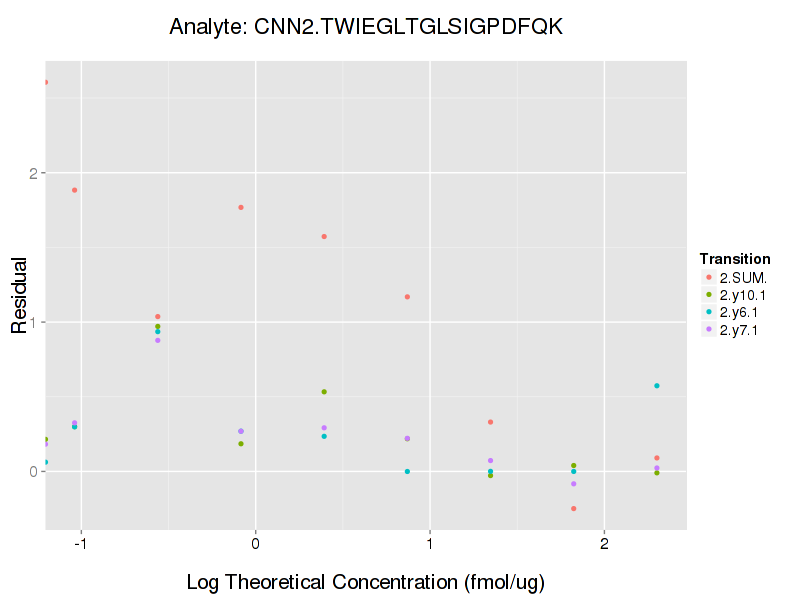 Analyte: CNN2.TWIEGLTGLSIGPDFQK
Residual
2
1
0
-1 0 1 2
Log Theoretical Concentration (fmol/ug)
Transition
2.SUM.
2.y10.1
2.y6.1
2.y7.1